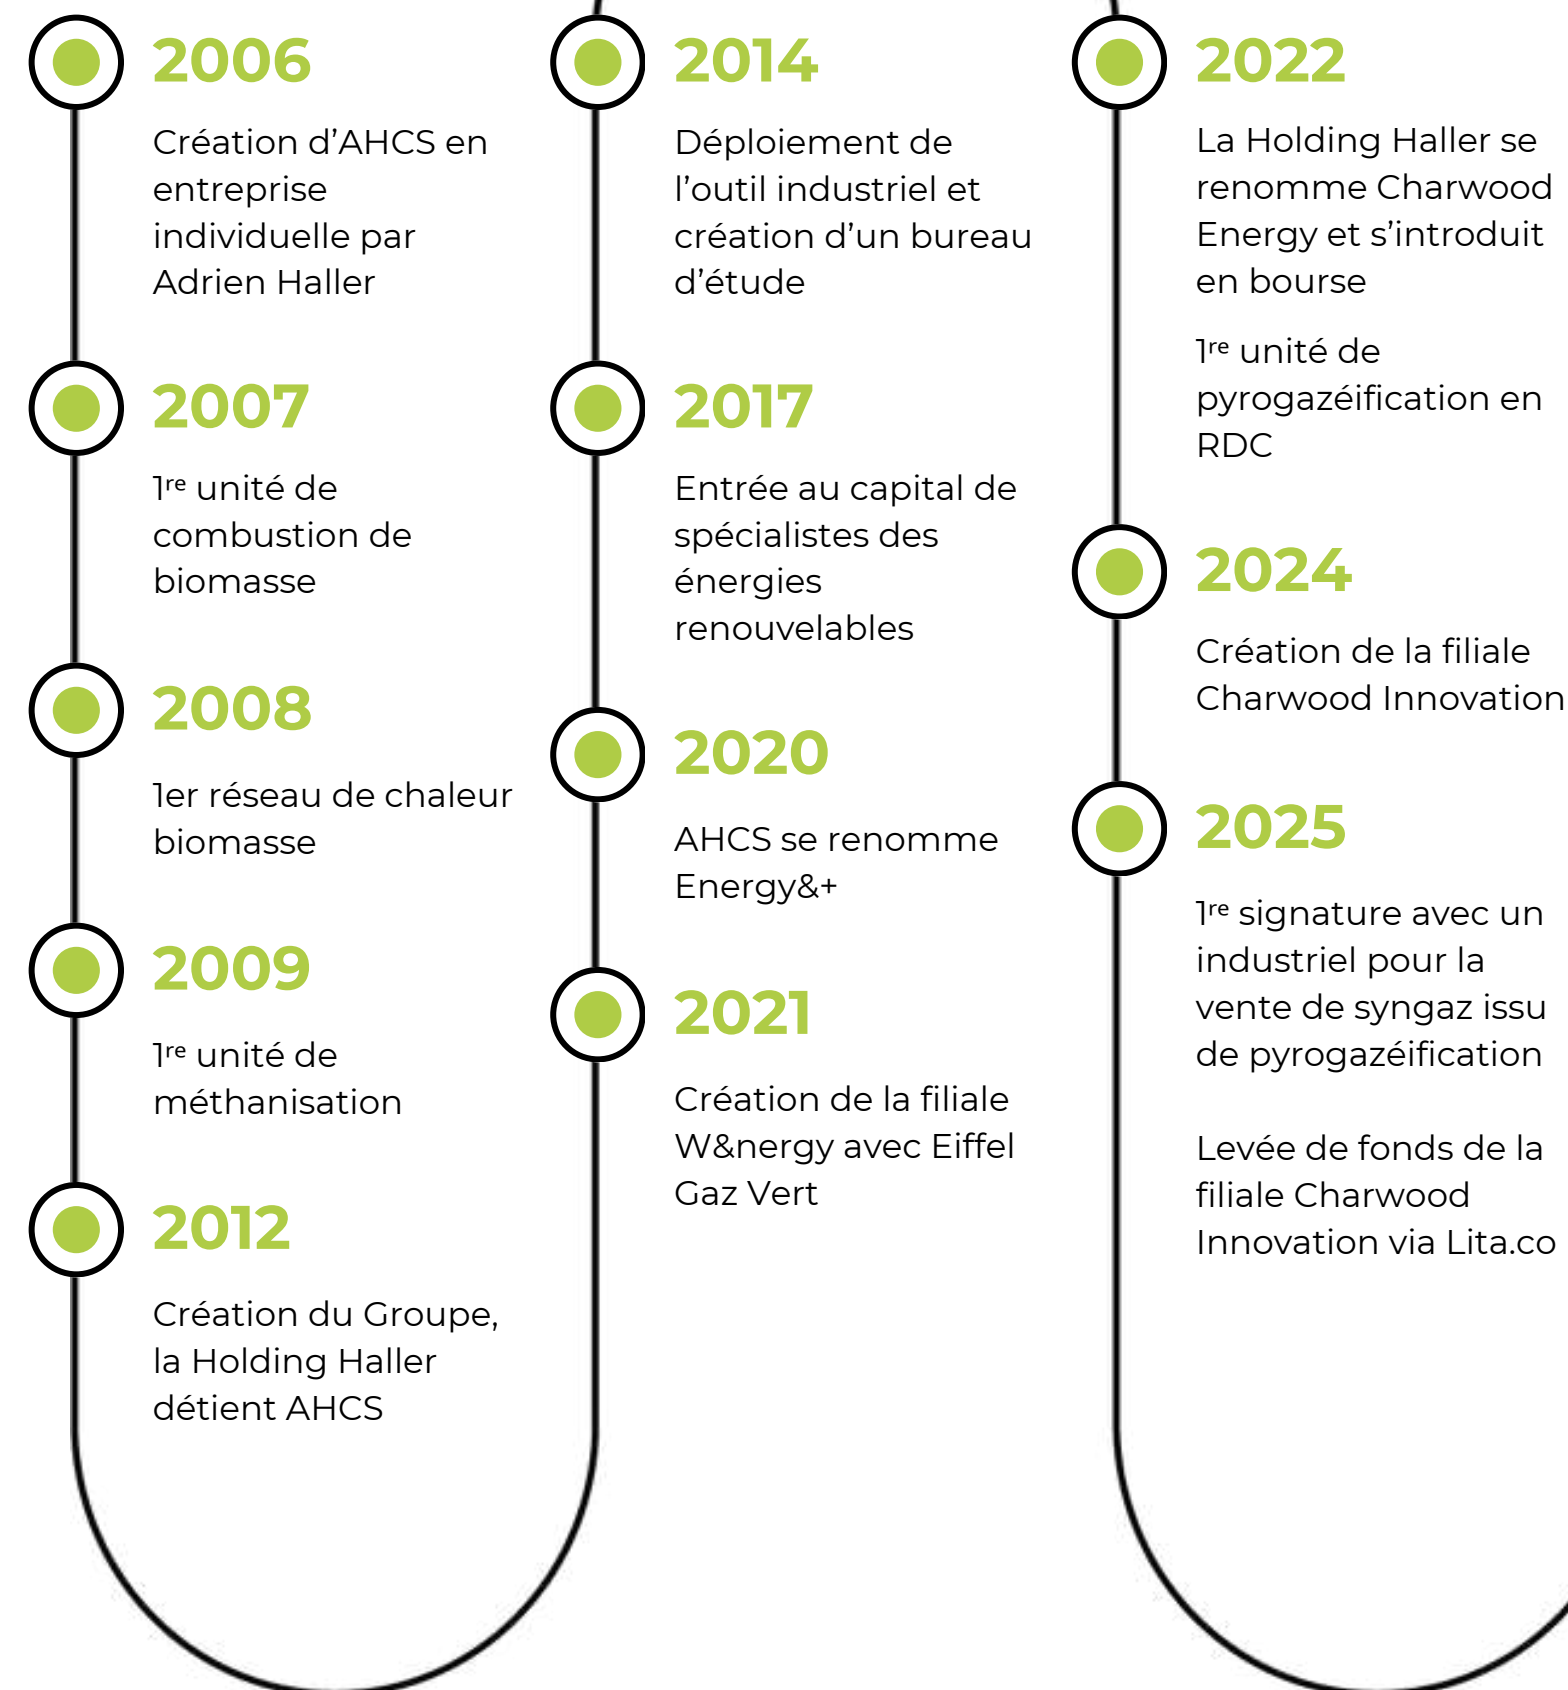 2006
Création d’AHCS en
entreprise
individuelle par
Adrien Haller
2007
1re unité de
combustion de
biomasse
2008
1er réseau de chaleur
biomasse
2009
1re unité de
méthanisation
2012
Création du Groupe,
la Holding Haller
détient AHCS
2014
Déploiement de
l’outil industriel et
création d’un bureau
d’étude
2017
Entrée au capital de
spécialistes des
énergies
renouvelables
2020
AHCS se renomme
Energy&+
2021
Création de la filiale
W&nergy avec Eiffel
Gaz Vert
2022
La Holding Haller se
renomme Charwood
Energy et s’introduit
en bourse
1re unité de
pyrogazéification en
RDC
2024
Création de la filiale
Charwood Innovation
2025
1re signature avec un
industriel pour la
vente de syngaz issu
de pyrogazéification
Levée de fonds de la
filiale Charwood
Innovation via Lita.co